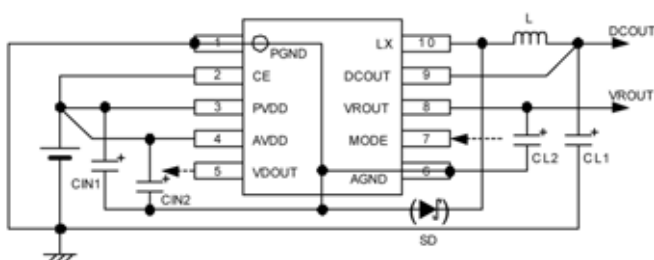 L
DCOUT
1
PGND
LX
10
2
CE
DCOUT
9
VROUT
3
PVDD
VROUT
8
4
AVDD
MODE
7
+
+
+
+
CIN1
5
VDOUT
AGND
6
CL2
CL1
CIN2
( )
SD